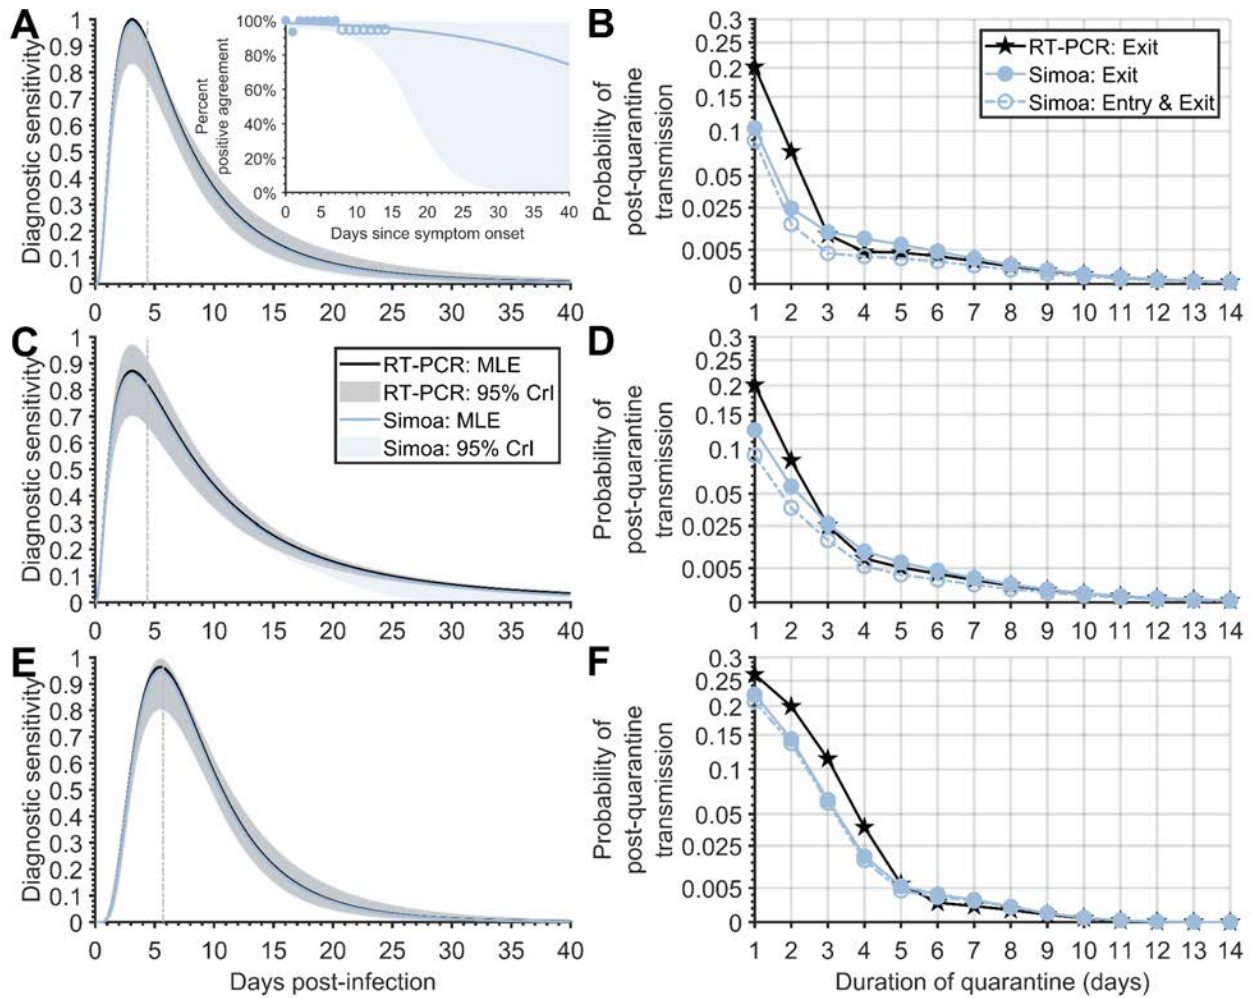 A
Diagnostic sensitivity
1
0.9
0.8
0.7
0.6
0.5
0.4
0.3
0.2
0.1
0
0 5 10 15 20 25 30 35 40
Percent
positive agreement
100%
80%
60%
40%
20%
0%
0 5 10 15 20 25 30 35 40
Days since symptom onset
B
Probability of
post-quarantine
transmission
0.3
0.25
0.2
0.15
0.1
0.05
0.025
0.005
0
1 2 3 4 5 6 7 8 9 10 11 12 13 14
RT-PCR: Exit
Simoa: Exit
Simoa: Entry & Exit
C
Diagnostic sensitivity
1
0.9
0.8
0.7
0.6
0.5
0.4
0.3
0.2
0.1
0
0 5 10 15 20 25 30 35 40
RT-PCR: MLE
RT-PCR: 95% CrI
Simoa: MLE
Simoa: 95% CrI
D
Probability of
post-quarantine
transmission
0.3
0.25
0.2
0.15
0.1
0.05
0.025
0.005
0
1 2 3 4 5 6 7 8 9 10 11 12 13 14
E
Diagnostic sensitivity
1
0.9
0.8
0.7
0.6
0.5
0.4
0.3
0.2
0.1
0
0 5 10 15 20 25 30 35 40
Days post-infection
F
Probability of
post-quarantine
transmission
0.3
0.25
0.2
0.15
0.1
0.05
0.025
0.005
0
1 2 3 4 5 6 7 8 9 10 11 12 13 14
Duration of quarantine (days)